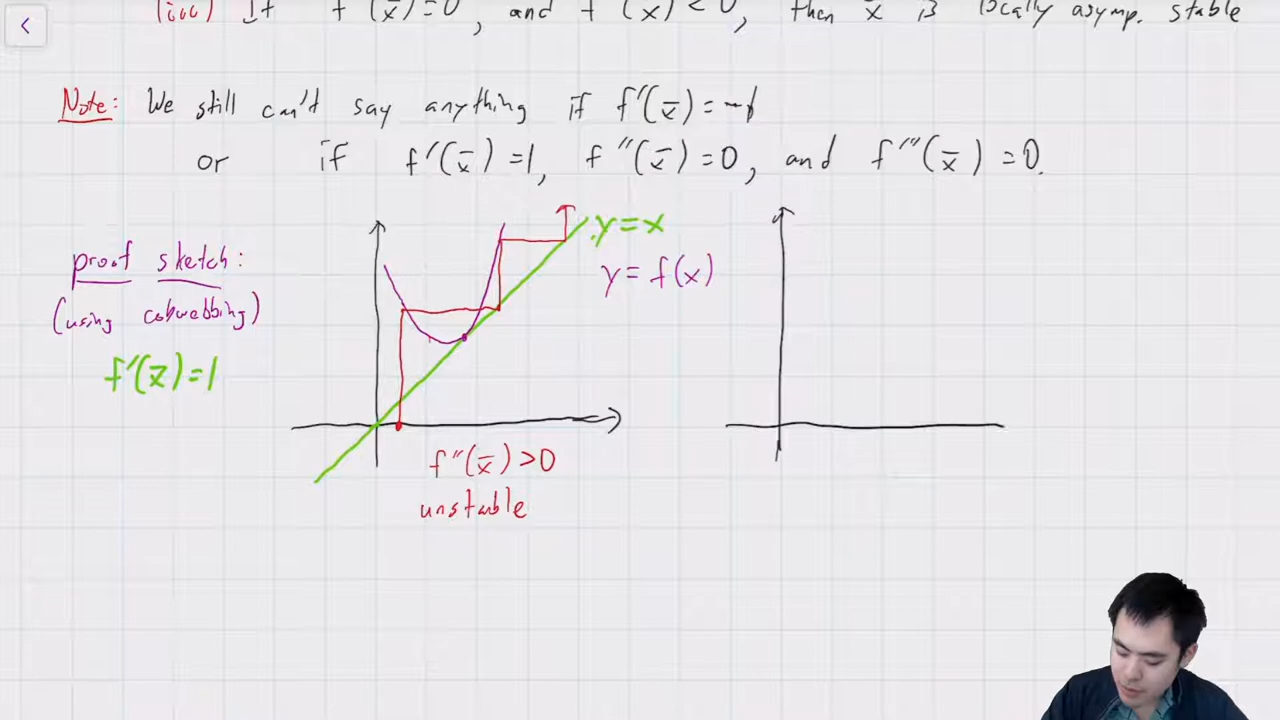 (iii) If f'(x̄)=0, and f'''(x̄)<0, then x̄ is locally asymp. stable
Note: We still can't say anything if f'(x̄) = -1
or if f'(x̄) = 1, f''(x̄) = 0, and f'''(x̄) = 0.
proof sketch:
(using cobwebbing)
f'(x̄)=1
y = x
y = f(x)
f''(x̄) > 0
unstable